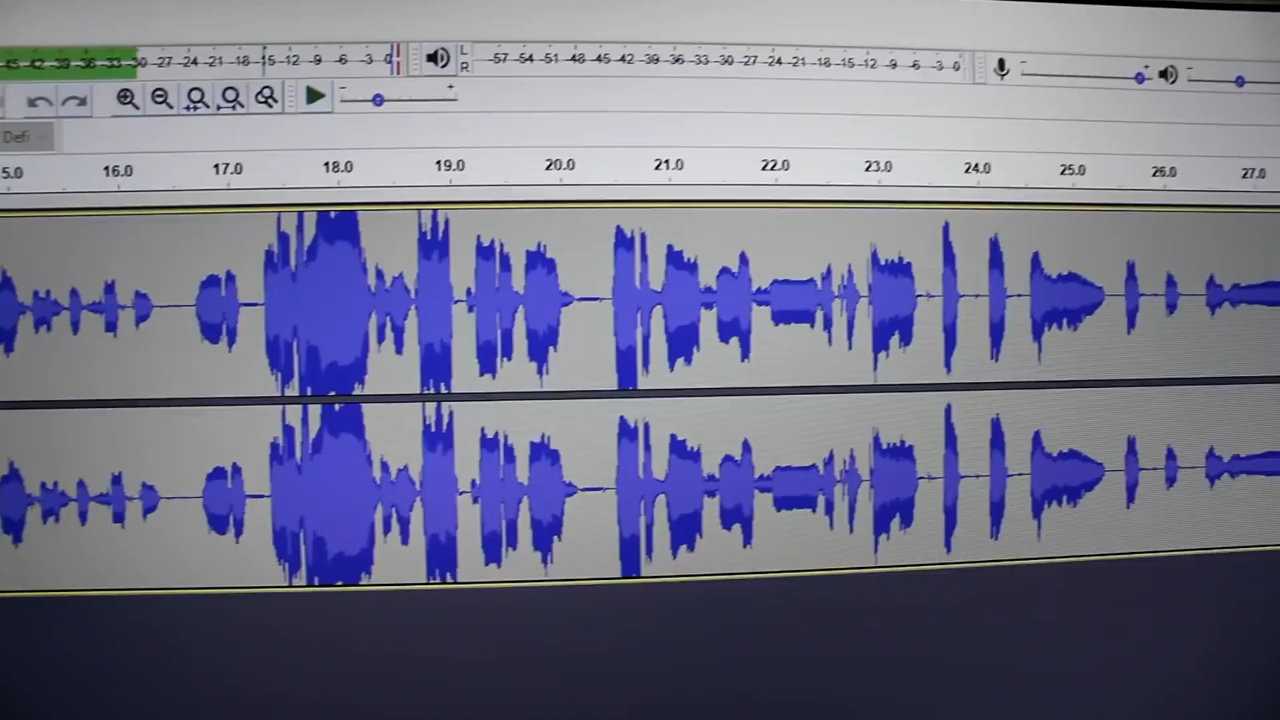 -45 -42 -39 -36 -33 -30 -27 -24 -21 -18 -15 -12 -9 -6 -3 0
L
R
-57 -54 -51 -48 -45 -42 -39 -36 -33 -30 -27 -24 -21 -18 -15 -12 -9 -6 -3 0
- +
-
- +
Defi
5.0 16.0 17.0 18.0 19.0 20.0 21.0 22.0 23.0 24.0 25.0 26.0 27.0